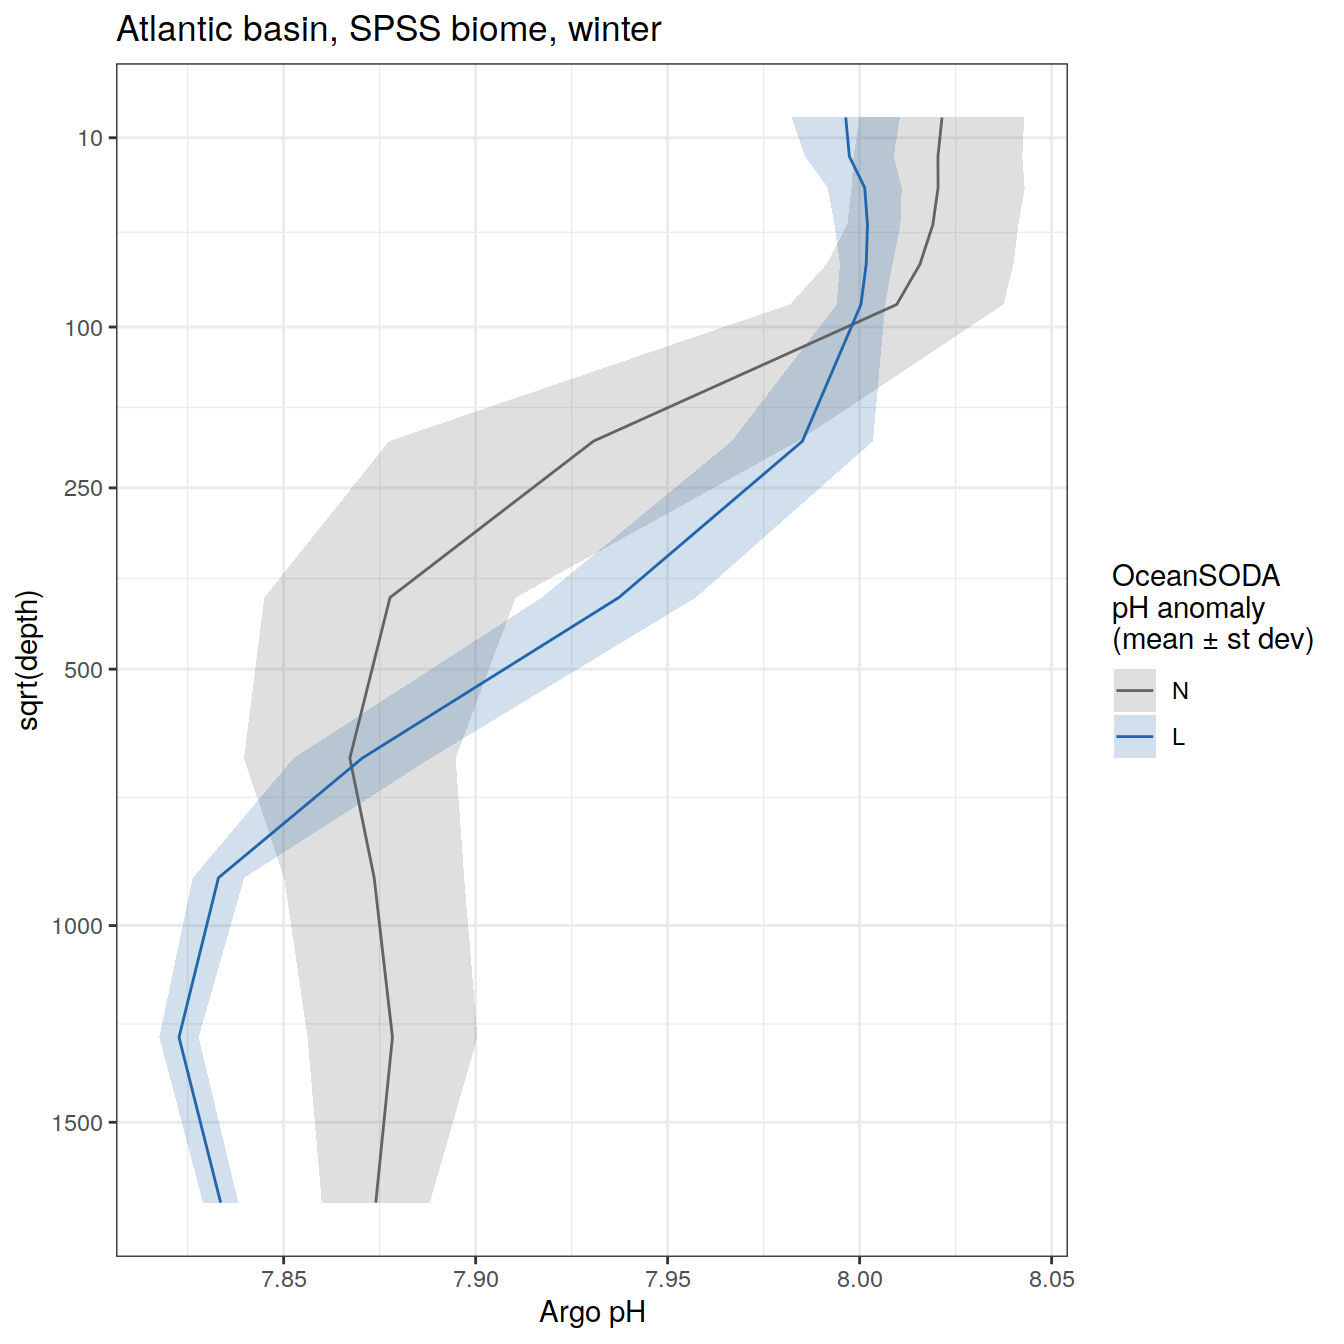 Atlantic basin, SPSS biome, winter
10
100
250
500
1000
1500
sqrt(depth)
7.85
7.90
7.95
8.00
8.05
Argo pH
OceanSODA
pH anomaly
(mean ± st dev)
N
L